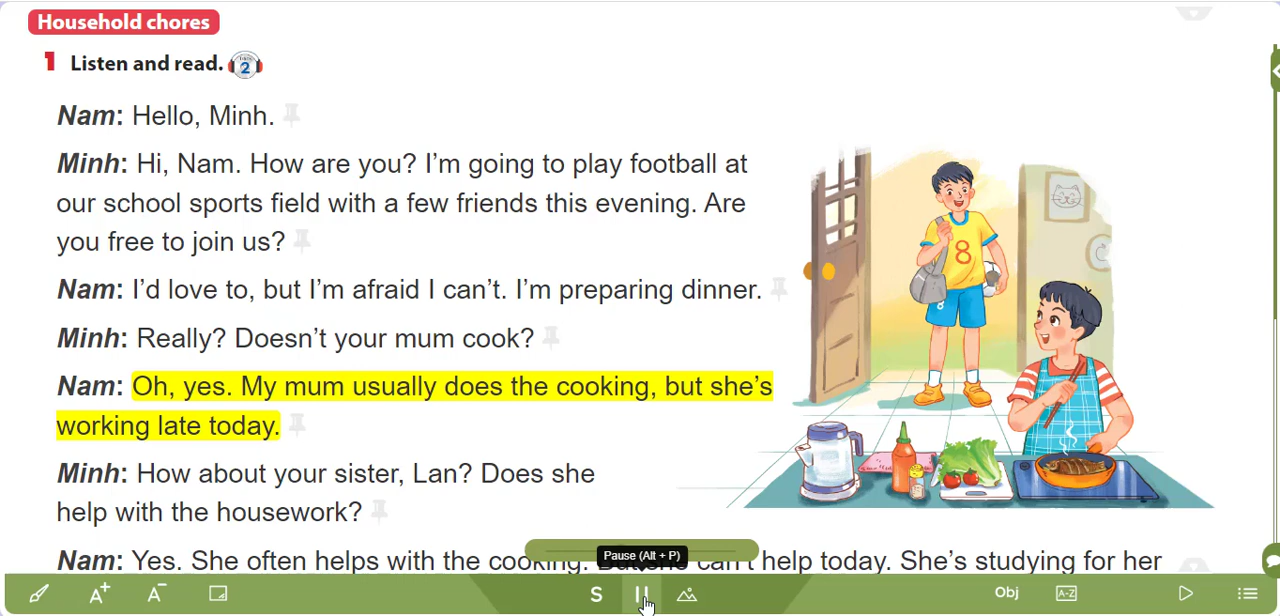 Household chores
1 Listen and read. 2
Nam: Hello, Minh.
Minh: Hi, Nam. How are you? I'm going to play football at
our school sports field with a few friends this evening. Are
you free to join us?
8
8
Nam: I'd love to, but I'm afraid I can't. I'm preparing dinner.
Minh: Really? Doesn't your mum cook?
Nam: Oh, yes. My mum usually does the cooking, but she's
working late today.
Minh: How about your sister, Lan? Does she
help with the housework?
Nam: Yes. She often helps with the cooking. But she can't help today. She's studying for her
Pause (Alt + P)
A+ A- S Obj A-Z